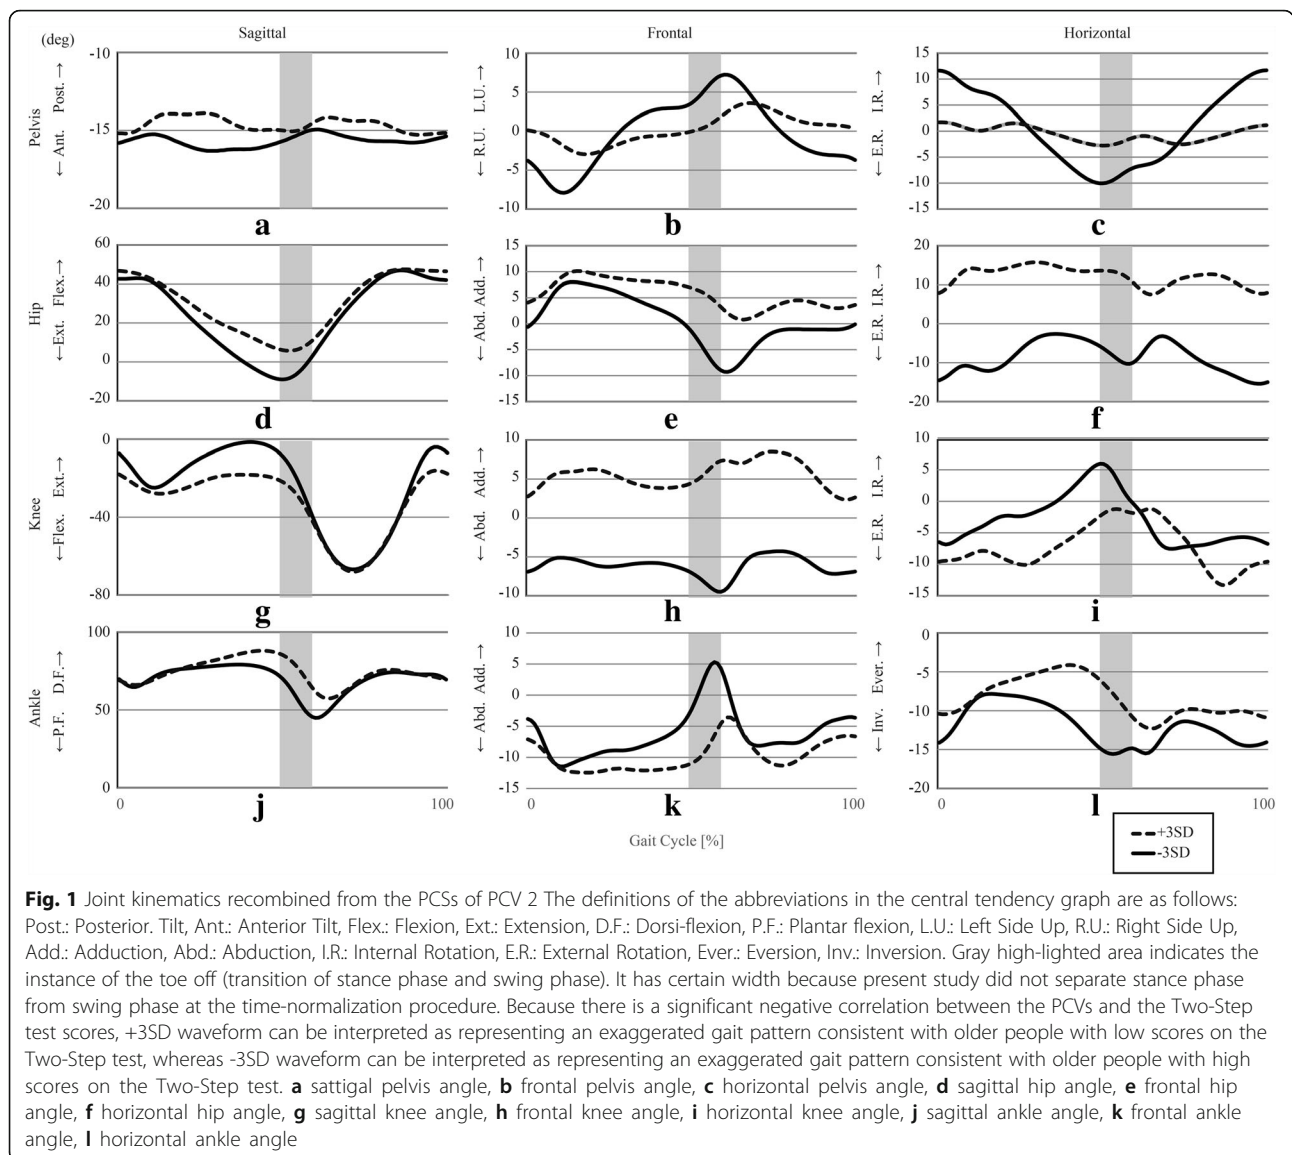 Sagittal Frontal Horizontal
(deg)
Pelvis
← Ant. Post. →
-10
-15
-20
a
← R.U. L.U. →
10
5
0
-5
-10
b
← E.R. I.R. →
15
10
5
0
-5
-10
-15
c
Hip
←Ext. Flex.→
60
40
20
0
-20
d
← Abd. Add. →
15
10
5
0
-5
-10
-15
e
← E.R. I.R. →
20
10
0
-10
-20
f
Knee
←Flex. Ext.→
0
-40
-80
g
← Abd. Add. →
10
5
0
-5
-10
h
← E.R. I.R. →
10
5
0
-5
-10
-15
i
Ankle
←P.F. D.F.→
100
50
0
0 100
j
← Abd. Add. →
10
5
0
-5
-10
-15
0 100
k
← Inv. Ever. →
0
-5
-10
-15
-20
0 100
l
Gait Cycle [%]
+3SD
-3SD
Fig. 1 Joint kinematics recombined from the PCSs of PCV 2 The definitions of the abbreviations in the central tendency graph are as follows:
Post.: Posterior. Tilt, Ant.: Anterior Tilt, Flex.: Flexion, Ext.: Extension, D.F.: Dorsi-flexion, P.F.: Plantar flexion, L.U.: Left Side Up, R.U.: Right Side Up,
Add.: Adduction, Abd.: Abduction, I.R.: Internal Rotation, E.R.: External Rotation, Ever.: Eversion, Inv.: Inversion. Gray high-lighted area indicates
the instance of the toe off (transition of stance phase and swing phase). It has certain width because present study did not separate stance phase
from swing phase at the time-normalization procedure. Because there is a significant negative correlation between the PCVs and the Two-Step
test scores, +3SD waveform can be interpreted as representing an exaggerated gait pattern consistent with older people with low scores on the
Two-Step test, whereas -3SD waveform can be interpreted as representing an exaggerated gait pattern consistent with older people with high
scores on the Two-Step test. a sattigal pelvis angle, b frontal pelvis angle, c horizontal pelvis angle, d sagittal hip angle, e frontal hip
angle, f horizontal hip angle, g sagittal knee angle, h frontal knee angle, i horizontal knee angle, j sagittal ankle angle, k frontal ankle
angle, l horizontal ankle angle